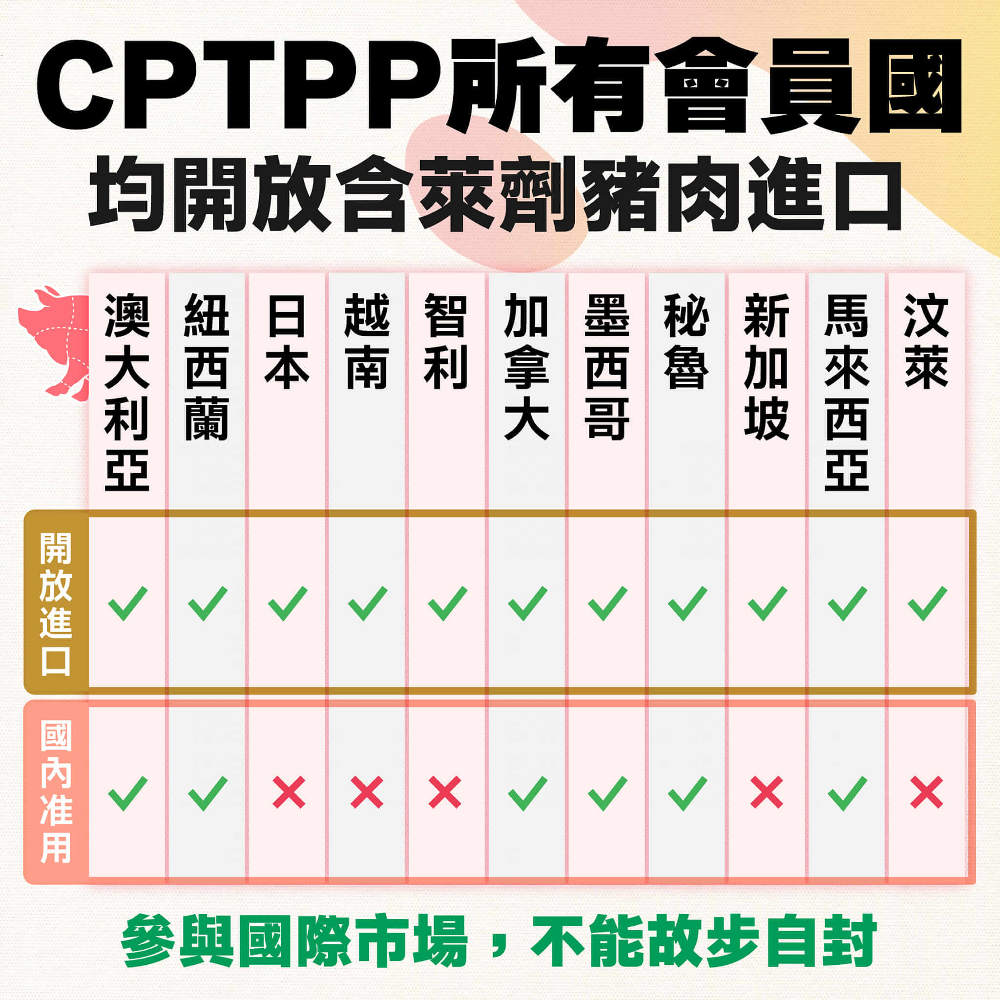 CPTPP所有會員國
均開放含萊劑豬肉進口
澳大利亞
紐西蘭
日本
越南
智利
加拿大
墨西哥
秘魯
新加坡
馬來西亞
汶萊
開放進口
國內准用
參與國際市場，不能故步自封